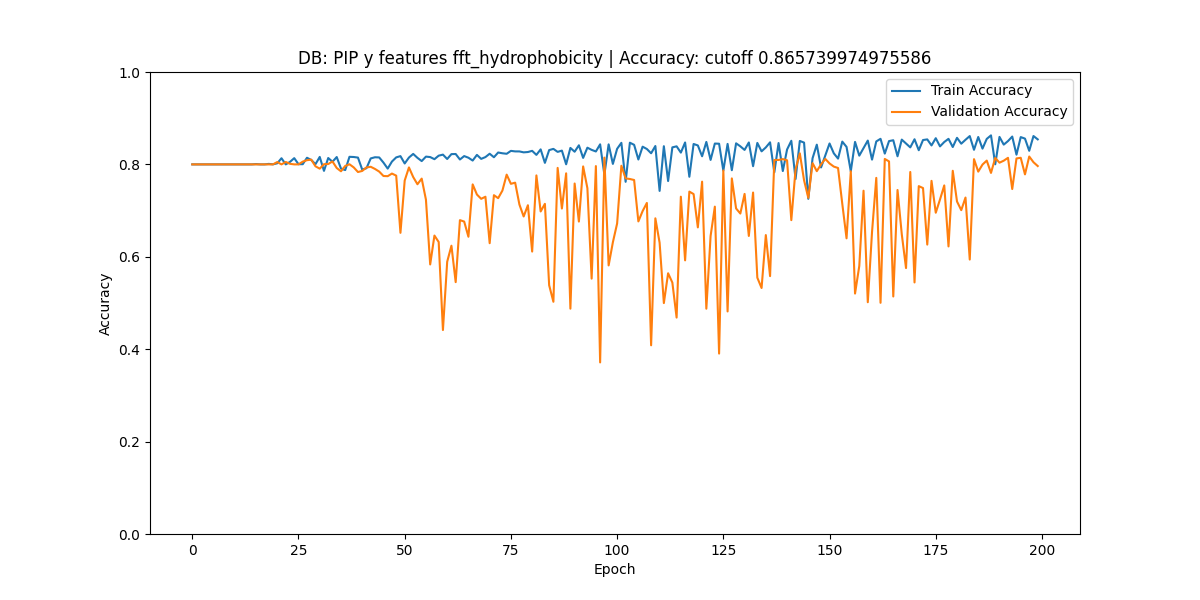 DB: PIP y features fft_hydrophobicity | Accuracy: cutoff 0.865739974975586
1.0
0.8
0.6
0.4
0.2
0.0
Accuracy
Train Accuracy
Validation Accuracy
0 25 50 75 100 125 150 175 200
Epoch